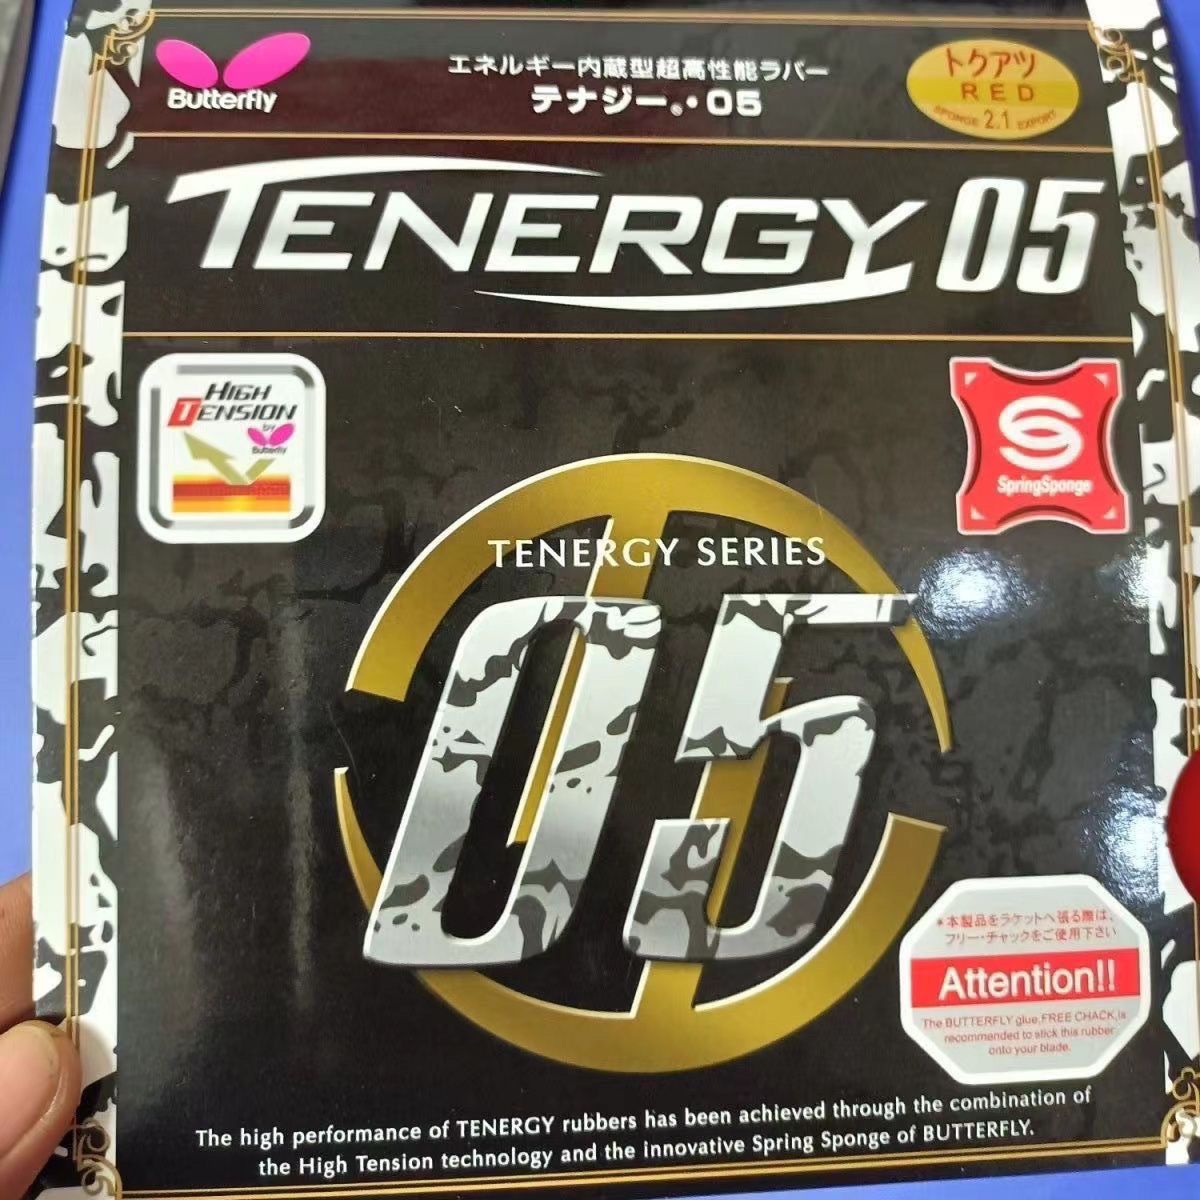 Butterfly
エネルギー内蔵型超高性能ラバー
テナジー®・05
トクアツ
RED
SPONGE 2.1 EXPORT
TENERGY 05
HIGH
TENSION
by
Butterfly
SpringSponge
TENERGY SERIES
05
*本製品をラケットへ張る際は、
フリー・チャックをご使用下さい
Attention!!
The BUTTERFLY glue,FREE CHACK,is
recommended to stick this rubber
onto your blade.
The high performance of TENERGY rubbers has been achieved through the combination of
the High Tension technology and the innovative Spring Sponge of BUTTERFLY.